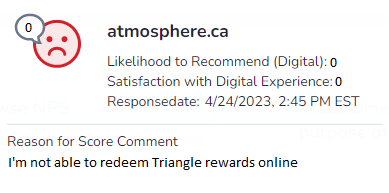 0
atmosphere.ca
Likelihood to Recommend (Digital): 0
Satisfaction with Digital Experience: 0
Responsedate: 4/24/2023, 2:45 PM EST
Reason for Score Comment
I'm not able to redeem Triangle rewards online